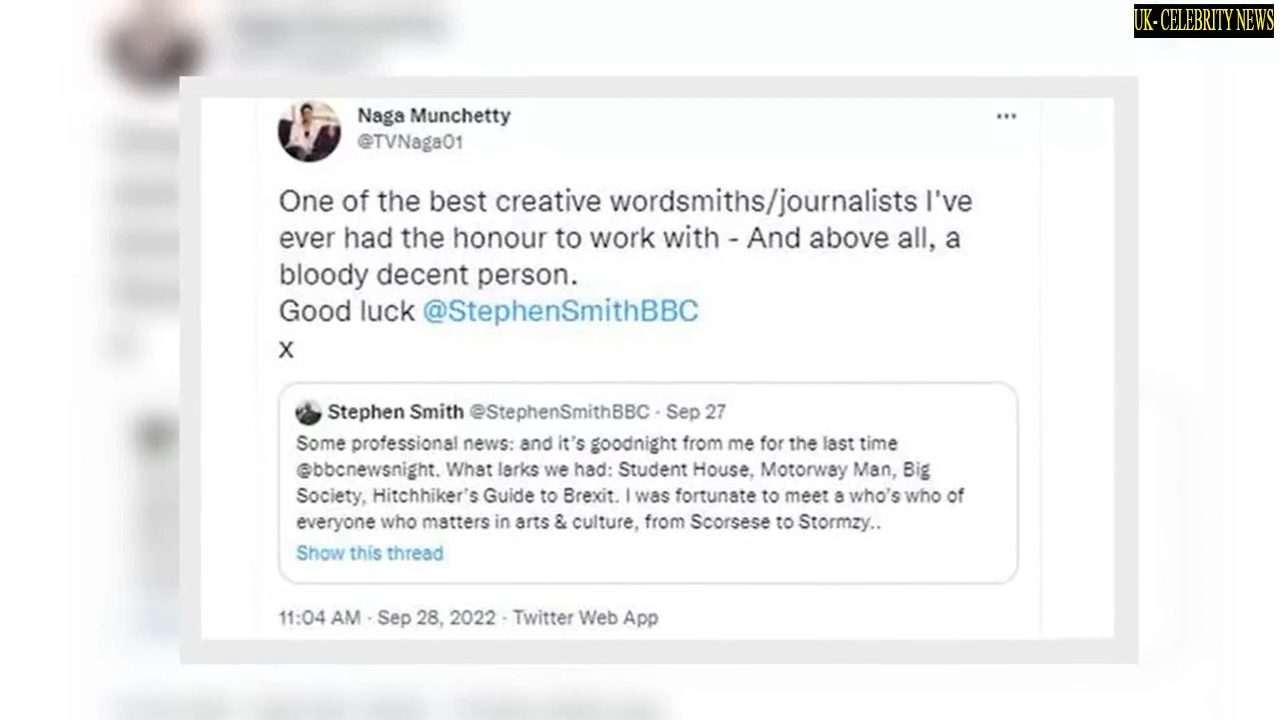 UK- CELEBRITY NEWS
Naga Munchetty
@TVNaga01
One of the best creative wordsmiths/journalists I've
ever had the honour to work with - And above all, a
bloody decent person.
Good luck @StephenSmithBBC
x
Stephen Smith @StephenSmithBBC · Sep 27
Some professional news: and it's goodnight from me for the last time
@bbcnewsnight. What larks we had: Student House, Motorway Man, Big
Society, Hitchhiker's Guide to Brexit. I was fortunate to meet a who's who of
everyone who matters in arts & culture, from Scorsese to Stormzy..
Show this thread
11:04 AM · Sep 28, 2022 · Twitter Web App